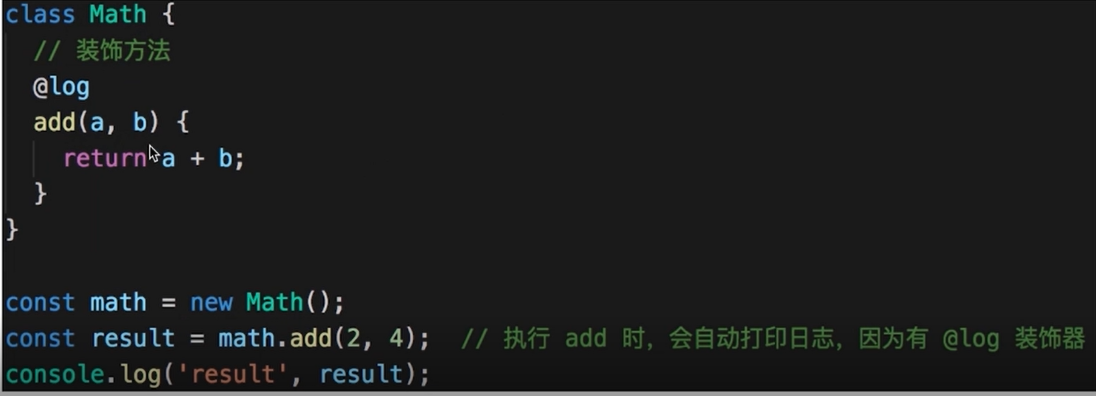 class Math {
  // 装饰方法
  @log
  add(a, b) {
    return a + b;
  }
}

const math = new Math();
const result = math.add(2, 4);  // 执行 add 时，会自动打印日志，因为有 @log 装饰器
console.log('result', result);